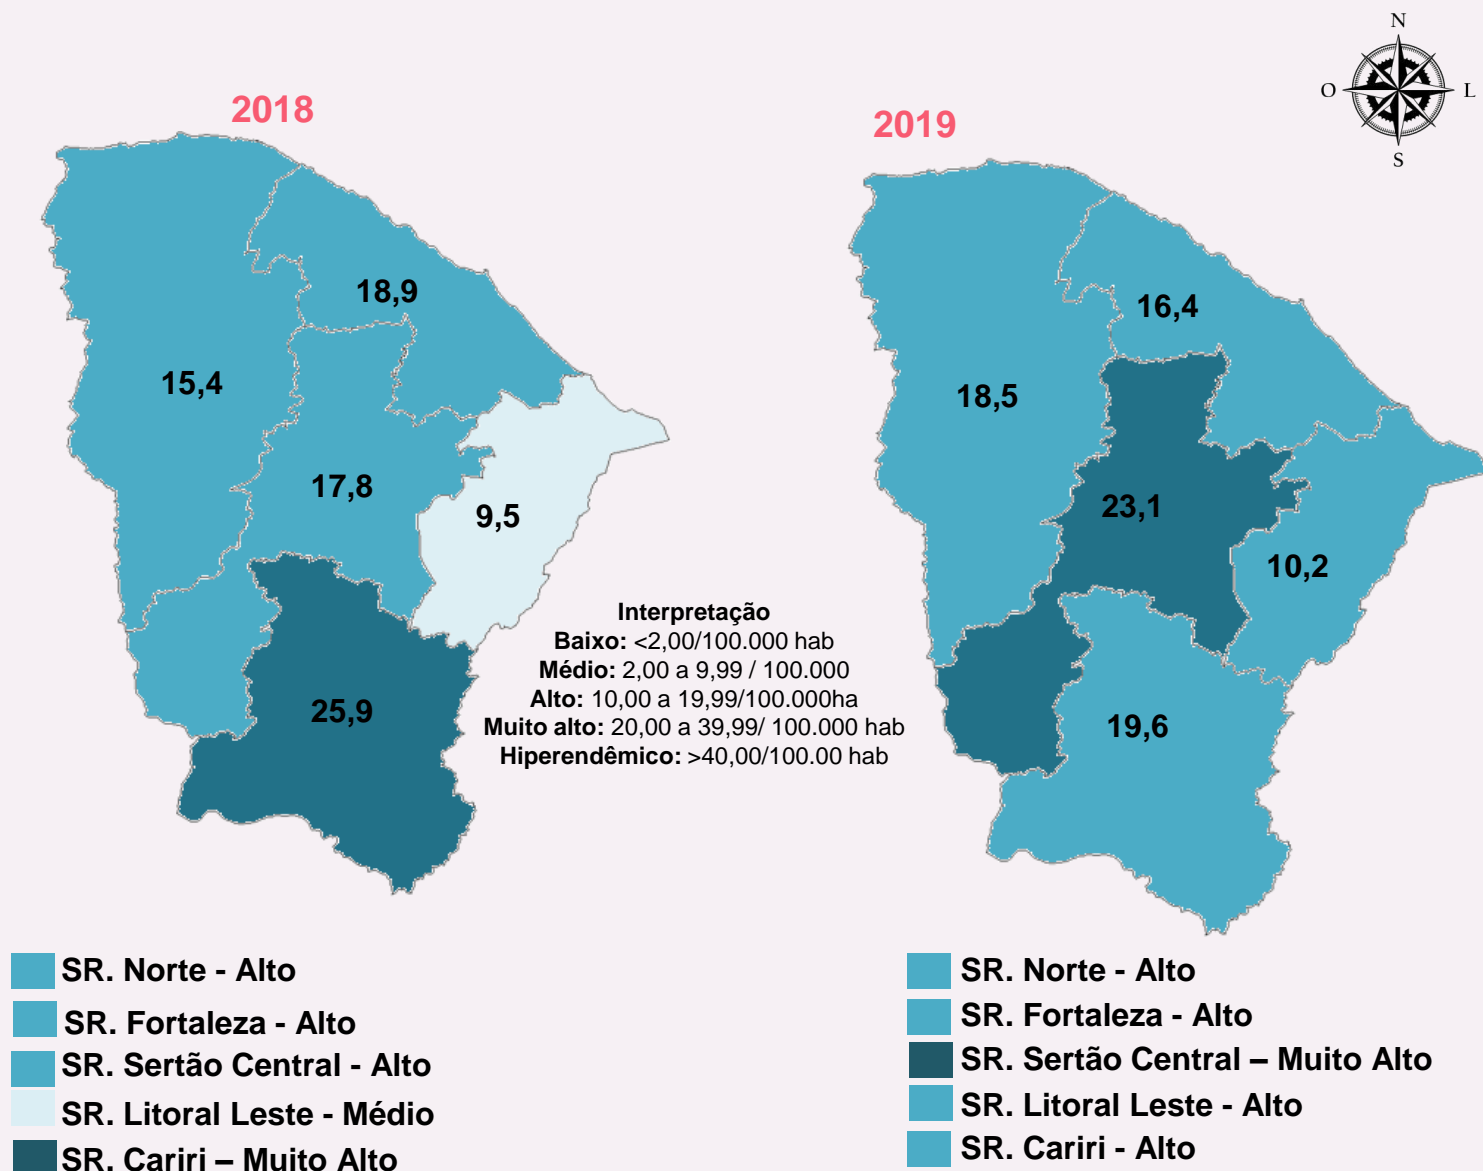 N
O
L
S
2018
2019
18,9
15,4
17,8
9,5
25,9
16,4
18,5
23,1
10,2
19,6
Interpretação
Baixo: <2,00/100.000 hab
Médio: 2,00 a 9,99 / 100.000
Alto: 10,00 a 19,99/100.000ha
Muito alto: 20,00 a 39,99/ 100.000 hab
Hiperendêmico: >40,00/100.00 hab
SR. Norte - Alto
SR. Fortaleza - Alto
SR. Sertão Central - Alto
SR. Litoral Leste - Médio
SR. Cariri – Muito Alto
SR. Norte - Alto
SR. Fortaleza - Alto
SR. Sertão Central – Muito Alto
SR. Litoral Leste - Alto
SR. Cariri - Alto